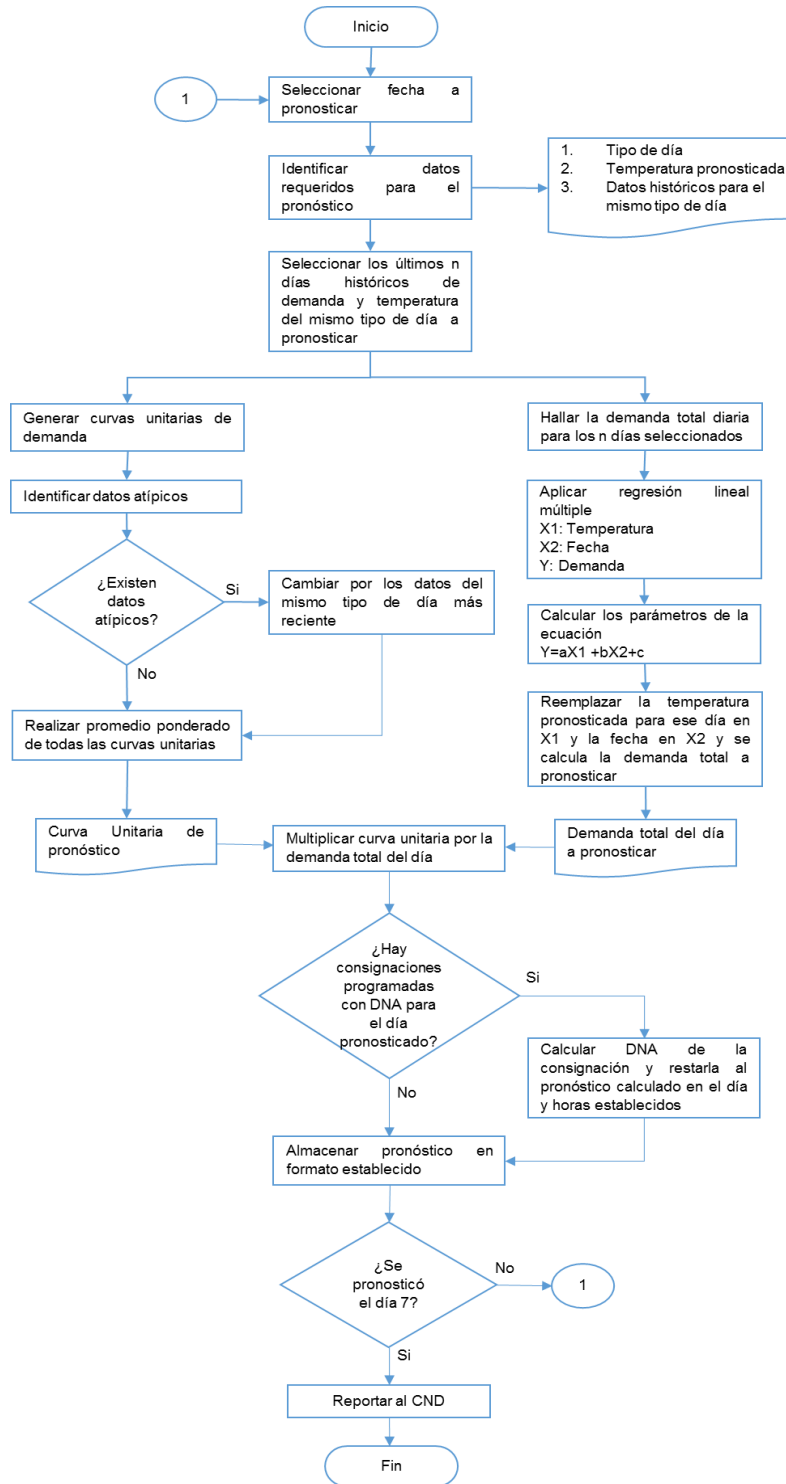 Inicio
1
Seleccionar fecha a
pronosticar
Identificar datos
requeridos para el
pronóstico
1. Tipo de día
2. Temperatura pronosticada
3. Datos históricos para el
mismo tipo de día
Seleccionar los últimos n
días históricos de
demanda y temperatura
del mismo tipo de día a
pronosticar
Generar curvas unitarias de
demanda
Identificar datos atípicos
¿Existen
datos
atípicos?
Si
Cambiar por los datos del
mismo tipo de día más
reciente
No
Realizar promedio ponderado
de todas las curvas unitarias
Curva Unitaria de
pronóstico
Hallar la demanda total diaria
para los n días seleccionados
Aplicar regresión lineal
múltiple
X1: Temperatura
X2: Fecha
Y: Demanda
Calcular los parámetros de la
ecuación
Y=aX1 +bX2+c
Reemplazar la temperatura
pronosticada para ese día en
X1 y la fecha en X2 y se
calcula la demanda total a
pronosticar
Demanda total del día
a pronosticar
Multiplicar curva unitaria por la
demanda total del día
¿Hay
consignaciones
programadas
con DNA para
el día
pronosticado?
Si
Calcular DNA de la
consignación y restarla al
pronóstico calculado en el día
y horas establecidos
No
Almacenar pronóstico en
formato establecido
¿Se
pronosticó
el día 7?
No
1
Si
Reportar al CND
Fin